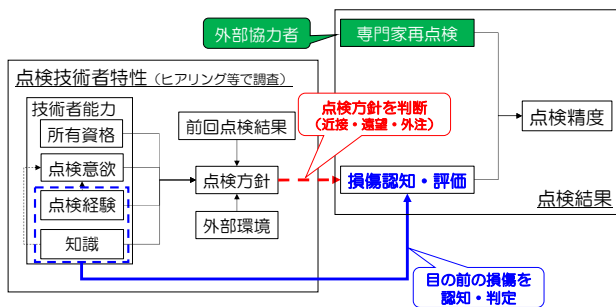 外部協力者
専門家再点検
点検技術者特性（ヒアリング等で調査）
技術者能力
所有資格
点検意欲
点検経験
知識
前回点検結果
点検方針
外部環境
点検方針を判断
（近接・遠望・外注）
損傷認知・評価
点検精度
点検結果
目の前の損傷を
認知・判定